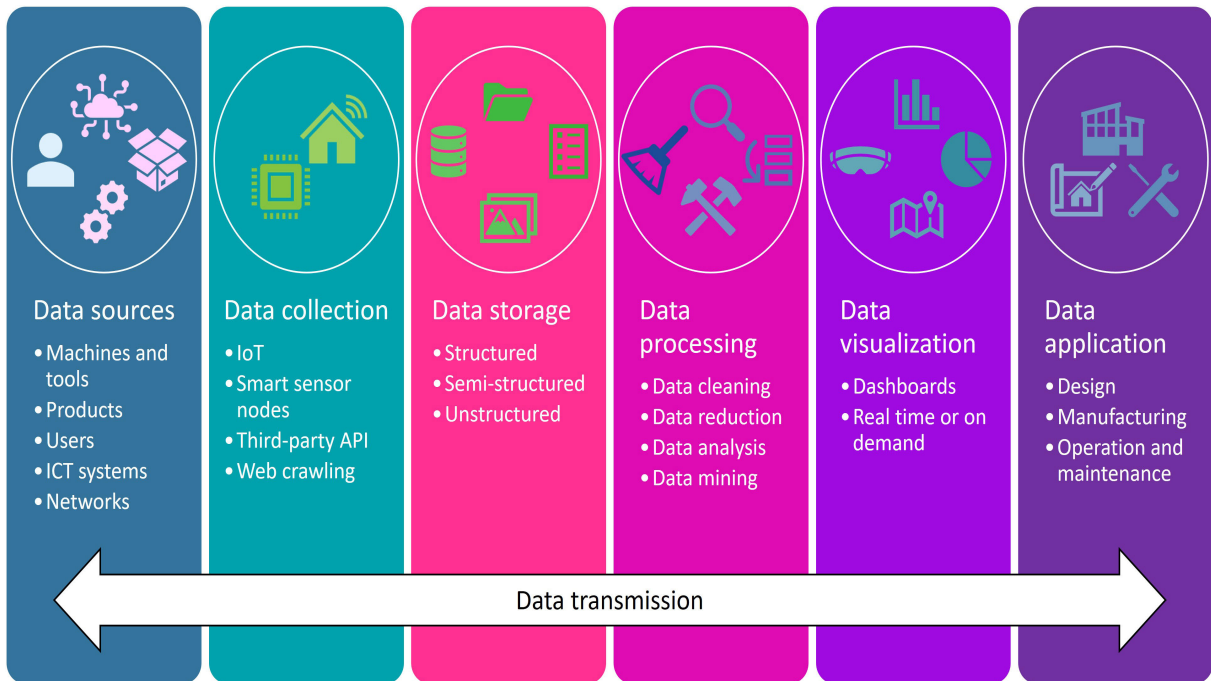 Data sources
• Machines and
tools
• Products
• Users
• ICT systems
• Networks
Data collection
• IoT
• Smart sensor
nodes
• Third-party API
• Web crawling
Data storage
• Structured
• Semi-structured
• Unstructured
Data
processing
• Data cleaning
• Data reduction
• Data analysis
• Data mining
Data
visualization
• Dashboards
• Real time or on
demand
Data
application
• Design
• Manufacturing
• Operation and
maintenance
Data transmission